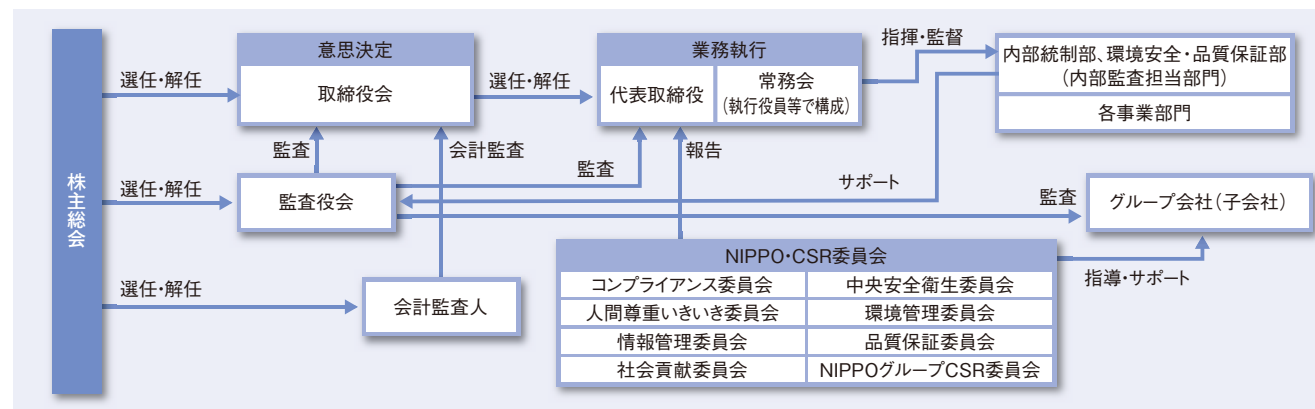 株主総会
選任・解任
意思決定
取締役会
選任・解任
業務執行
代表取締役
常務会
(執行役員等で構成)
指揮・監督
内部統制部、環境安全・品質保証部
(内部監査担当部門)
各事業部門
監査
会計監査
監査
報告
サポート
選任・解任
監査役会
監査
グループ会社(子会社)
選任・解任
会計監査人
NIPPO・CSR委員会
コンプライアンス委員会
中央安全衛生委員会
人間尊重いきいき委員会
環境管理委員会
情報管理委員会
品質保証委員会
社会貢献委員会
NIPPOグループCSR委員会
指導・サポート